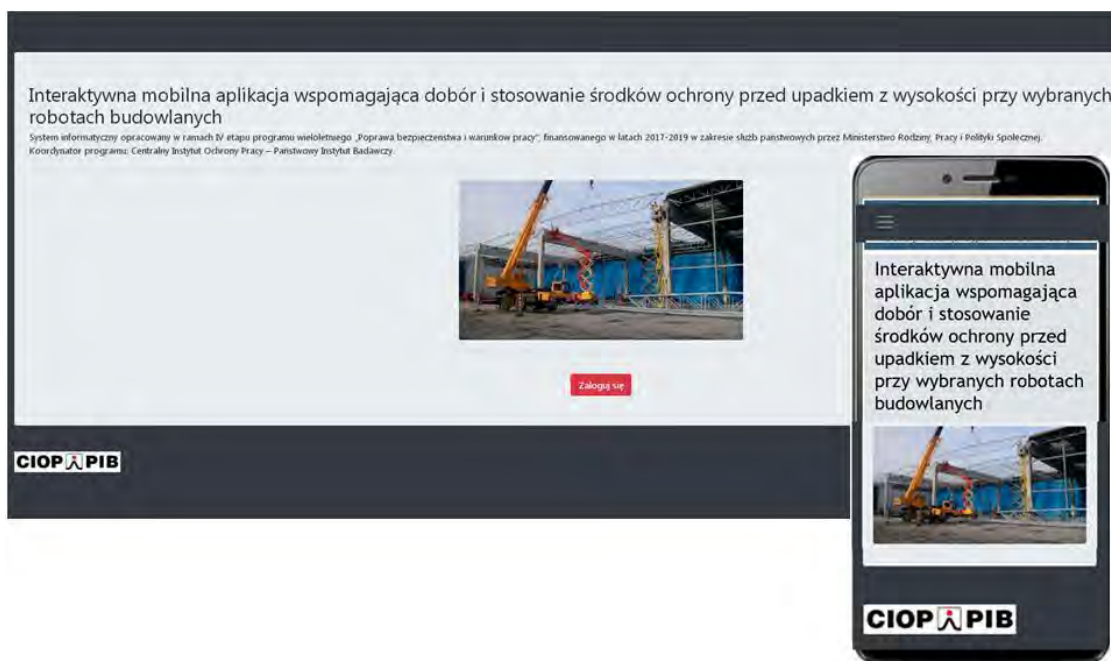 Interaktywna mobilna aplikacja wspomagająca dobór i stosowanie środków ochrony przed upadkiem z wysokości przy wybranych
robotach budowlanych
System informatyczny opracowany w ramach IV etapu programu wieloletniego „Poprawa bezpieczeństwa i warunków pracy", finansowanego w latach 2017-2019 w zakresie służb państwowych przez Ministerstwo Rodziny, Pracy i Polityki Społecznej.
Koordynator programu: Centralny Instytut Ochrony Pracy – Państwowy Instytut Badawczy.
Zaloguj się
CIOP PIB
Interaktywna mobilna
aplikacja wspomagająca
dobór i stosowanie
środków ochrony przed
upadkiem z wysokości
przy wybranych robotach
budowlanych
CIOP PIB